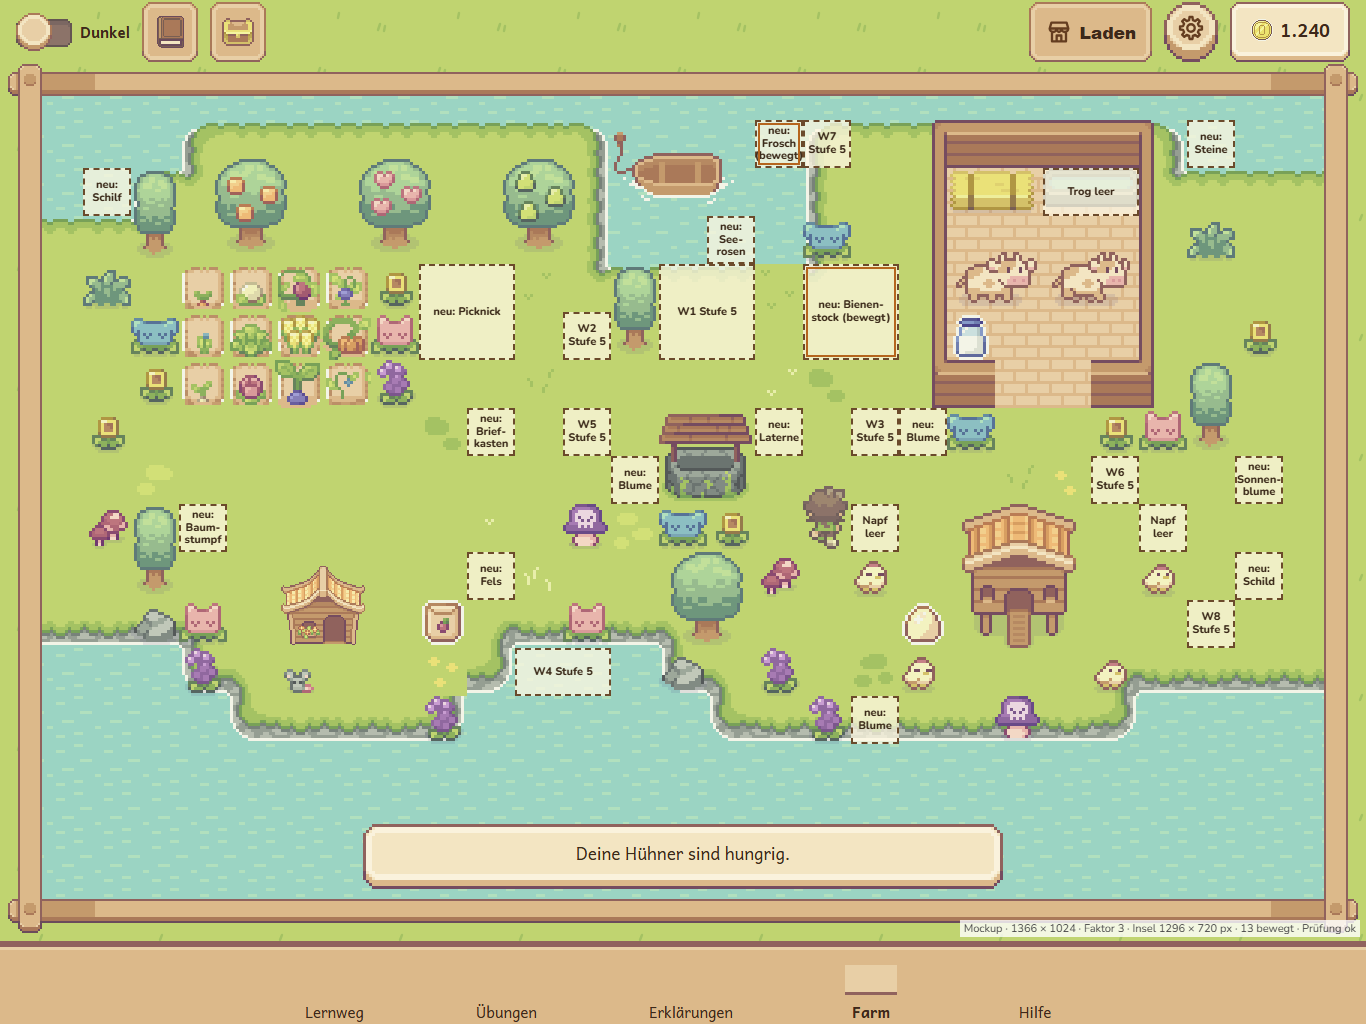 Dunkel
Laden
1.240
neu:
Frosch
(bewegt)
W7
Stufe 5
neu:
Steine
neu:
Schilf
Trog leer
neu:
See-
rosen
neu: Picknick
W2
Stufe 5
W1 Stufe 5
neu: Bienen-
stock (bewegt)
neu:
Brief-
kasten
W5
Stufe 5
neu:
Laterne
W3
Stufe 5
neu:
Blume
neu:
Blume
W6
Stufe 5
neu:
Sonnen-
blume
neu:
Baum-
stumpf
Napf
leer
Napf
leer
neu:
Fels
neu:
Schild
W8
Stufe 5
W4 Stufe 5
neu:
Blume
Deine Hühner sind hungrig.
Mockup · 1366 × 1024 · Faktor 3 · Insel 1296 × 720 px · 13 bewegt · Prüfung ok
Lernweg
Übungen
Erklärungen
Farm
Hilfe